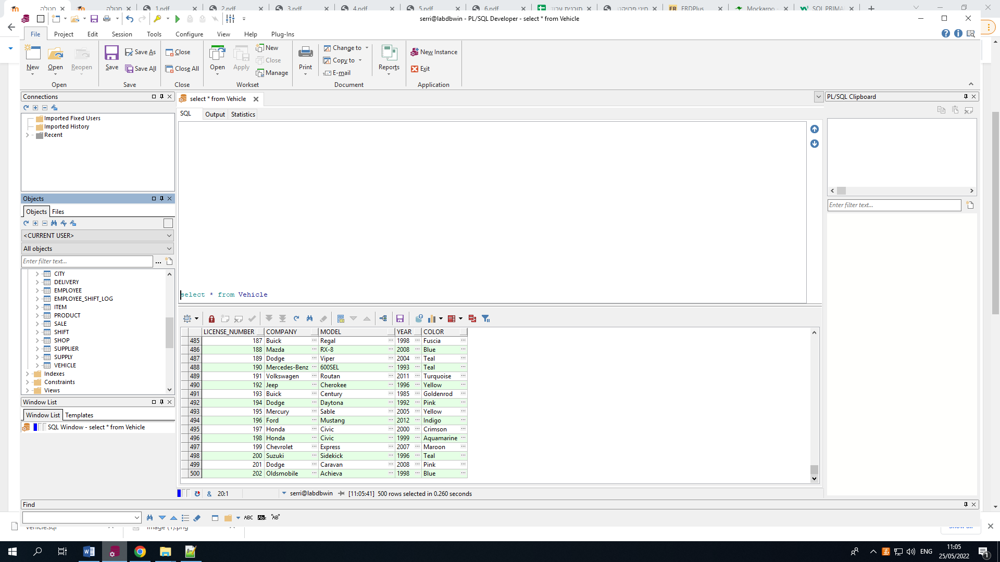 חטלה
חטלה
1.pdf
2.pdf
3.pdf
4.pdf
5.pdf
6.pdf
תוכנית עבוד
מיני פרויקט
ERDPlus
Mockaroo
SQL PRIMA
serri@labdbwin - PL/SQL Developer - select * from Vehicle
File Project Edit Session Tools Configure View Help Plug-Ins
New Open Reopen
Open
Save Save As Save All
Save
Close Close All
Close
Open Apply New Close Manage
Workset
Print Change to Copy to E-mail Reports
Document
New Instance Exit
Application
Connections
Imported Fixed Users
Imported History
Recent
Objects
Objects Files
<CURRENT USER>
All objects
Enter filter text...
CITY
DELIVERY
EMPLOYEE
EMPLOYEE_SHIFT_LOG
ITEM
PRODUCT
SALE
SHIFT
SHOP
SUPPLIER
SUPPLY
VEHICLE
Indexes
Constraints
Views
Window List
Window List Templates
SQL Window - select * from Vehicle
select * from Vehicle
SQL Output Statistics
select * from Vehicle
LICENSE_NUMBER COMPANY MODEL YEAR COLOR
485 187 Buick Regal 1998 Fuscia
486 188 Mazda RX-8 2008 Blue
487 189 Dodge Viper 2004 Teal
488 190 Mercedes-Benz 600SEL 1993 Teal
489 191 Volkswagen Routan 2011 Turquoise
490 192 Jeep Cherokee 1996 Yellow
491 193 Buick Century 1985 Goldenrod
492 194 Dodge Daytona 1992 Pink
493 195 Mercury Sable 2005 Yellow
494 196 Ford Mustang 2012 Indigo
495 197 Honda Civic 2000 Crimson
496 198 Honda Civic 1999 Aquamarine
497 199 Chevrolet Express 2007 Maroon
498 200 Suzuki Sidekick 1996 Teal
499 201 Dodge Caravan 2008 Pink
500 202 Oldsmobile Achieva 1998 Blue
& 20:1 serri@labdbwin [11:05:41] 500 rows selected in 0.260 seconds
PL/SQL Clipboard
Enter filter text...
Find
ABC AB "AB"
vehicle.sql
image (1).png
Show all
ENG
11:05
25/05/2022
1